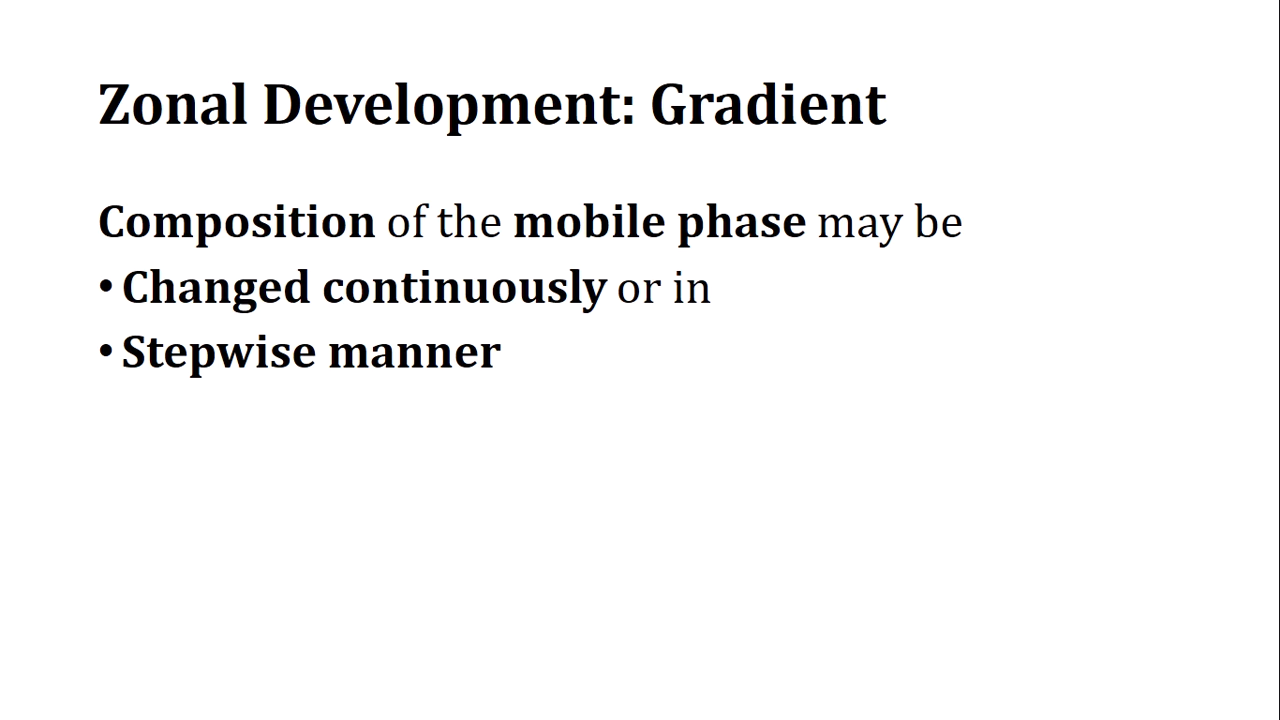 Zonal Development: Gradient
Composition of the mobile phase may be
• Changed continuously or in
• Stepwise manner